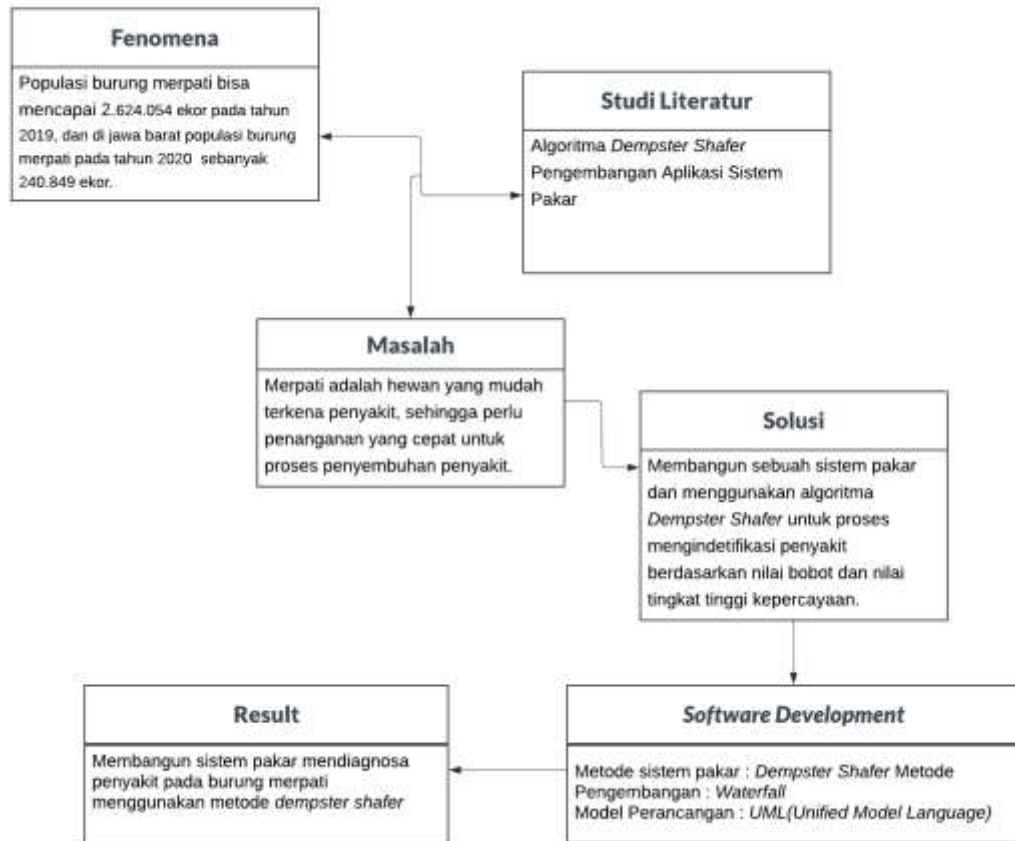 Fenomena
Populasi burung merpati bisa
mencapai 2.624.054 ekor pada tahun
2019, dan di jawa barat populasi burung
merpati pada tahun 2020 sebanyak
240.849 ekor.
Studi Literatur
Algoritma Dempster Shafer
Pengembangan Aplikasi Sistem
Pakar
Masalah
Merpati adalah hewan yang mudah
terkena penyakit, sehingga perlu
penanganan yang cepat untuk
proses penyembuhan penyakit.
Solusi
Membangun sebuah sistem pakar
dan menggunakan algoritma
Dempster Shafer untuk proses
mengindetifikasi penyakit
berdasarkan nilai bobot dan nilai
tingkat tinggi kepercayaan.
Software Development
Metode sistem pakar : Dempster Shafer Metode
Pengembangan : Waterfall
Model Perancangan : UML(Unified Model Language)
Result
Membangun sistem pakar mendiagnosa
penyakit pada burung merpati
menggunakan metode dempster shafer